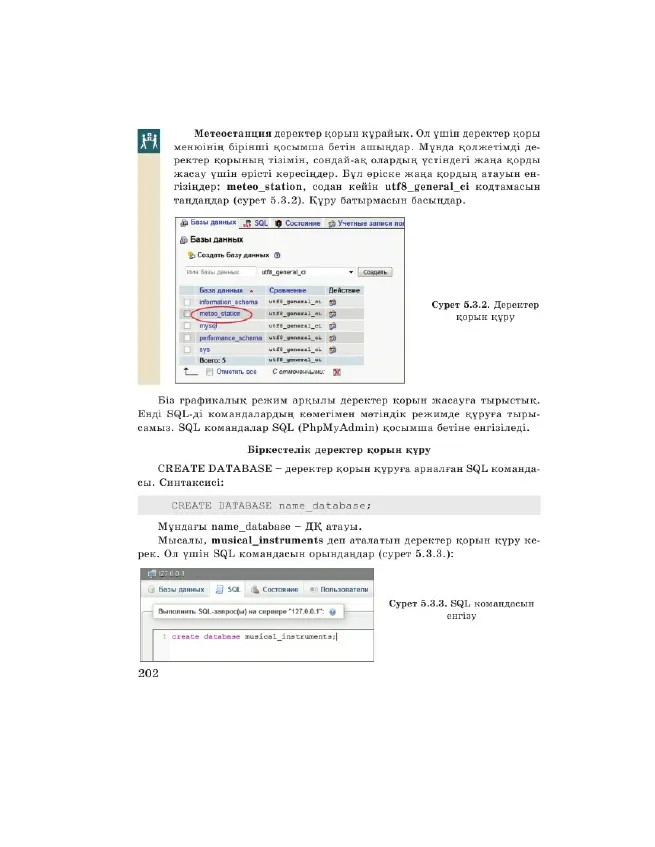 Метеостанция деректер қорын құрайық. Ол үшін деректер қоры
менюінің бірінші қосымша бетін ашыңдар. Мұнда қолжетімді де-
ректер қорының тізімін, сондай-ақ олардың үстіндегі жаңа қорды
жасау үшін өрісті көресіңдер. Бұл өріске жаңа қордың атауын ен-
гізіңдер: meteo_station, содан кейін utf8_general_ci кодтамасын
таңдаңдар (сурет 5.3.2). Құру батырмасын басыңдар.
Базы данных SQL Состояние Учетные записи пол
Базы данных
Создать базу данных
Имя базы данных utf8_general_ci Создать
База данных Сравнение Действие
information_schema utf8_general_ci
meteo_station utf8_general_ci
mysql utf8_general_ci
performance_schema utf8_general_ci
sys utf8_general_ci
Всего: 5 utf8_general_ci
Отметить все С отмеченными:
Сурет 5.3.2. Деректер
қорын құру
Біз графикалық режим арқылы деректер қорын жасауға тырыстық.
Енді SQL-ді командалардың көмегімен мәтіндік режимде құруға тыры-
самыз. SQL командалар SQL (PhpMyAdmin) қосымша бетіне енгізіледі.
Біркестелік деректер қорын құру
CREATE DATABASE – деректер қорын құруға арналған SQL команда-
сы. Синтаксисі:
CREATE DATABASE name_database;
Мұндағы name_database – ДҚ атауы.
Мысалы, musical_instruments деп аталатын деректер қорын құру ке-
рек. Ол үшін SQL командасын орындаңдар (сурет 5.3.3.):
127.0.0.1
Базы данных SQL Состояние Пользователи
Выполнить SQL-запрос(ы) на сервере "127.0.0.1":
1 create database musical_instruments;
Сурет 5.3.3. SQL командасын
енгізу
202